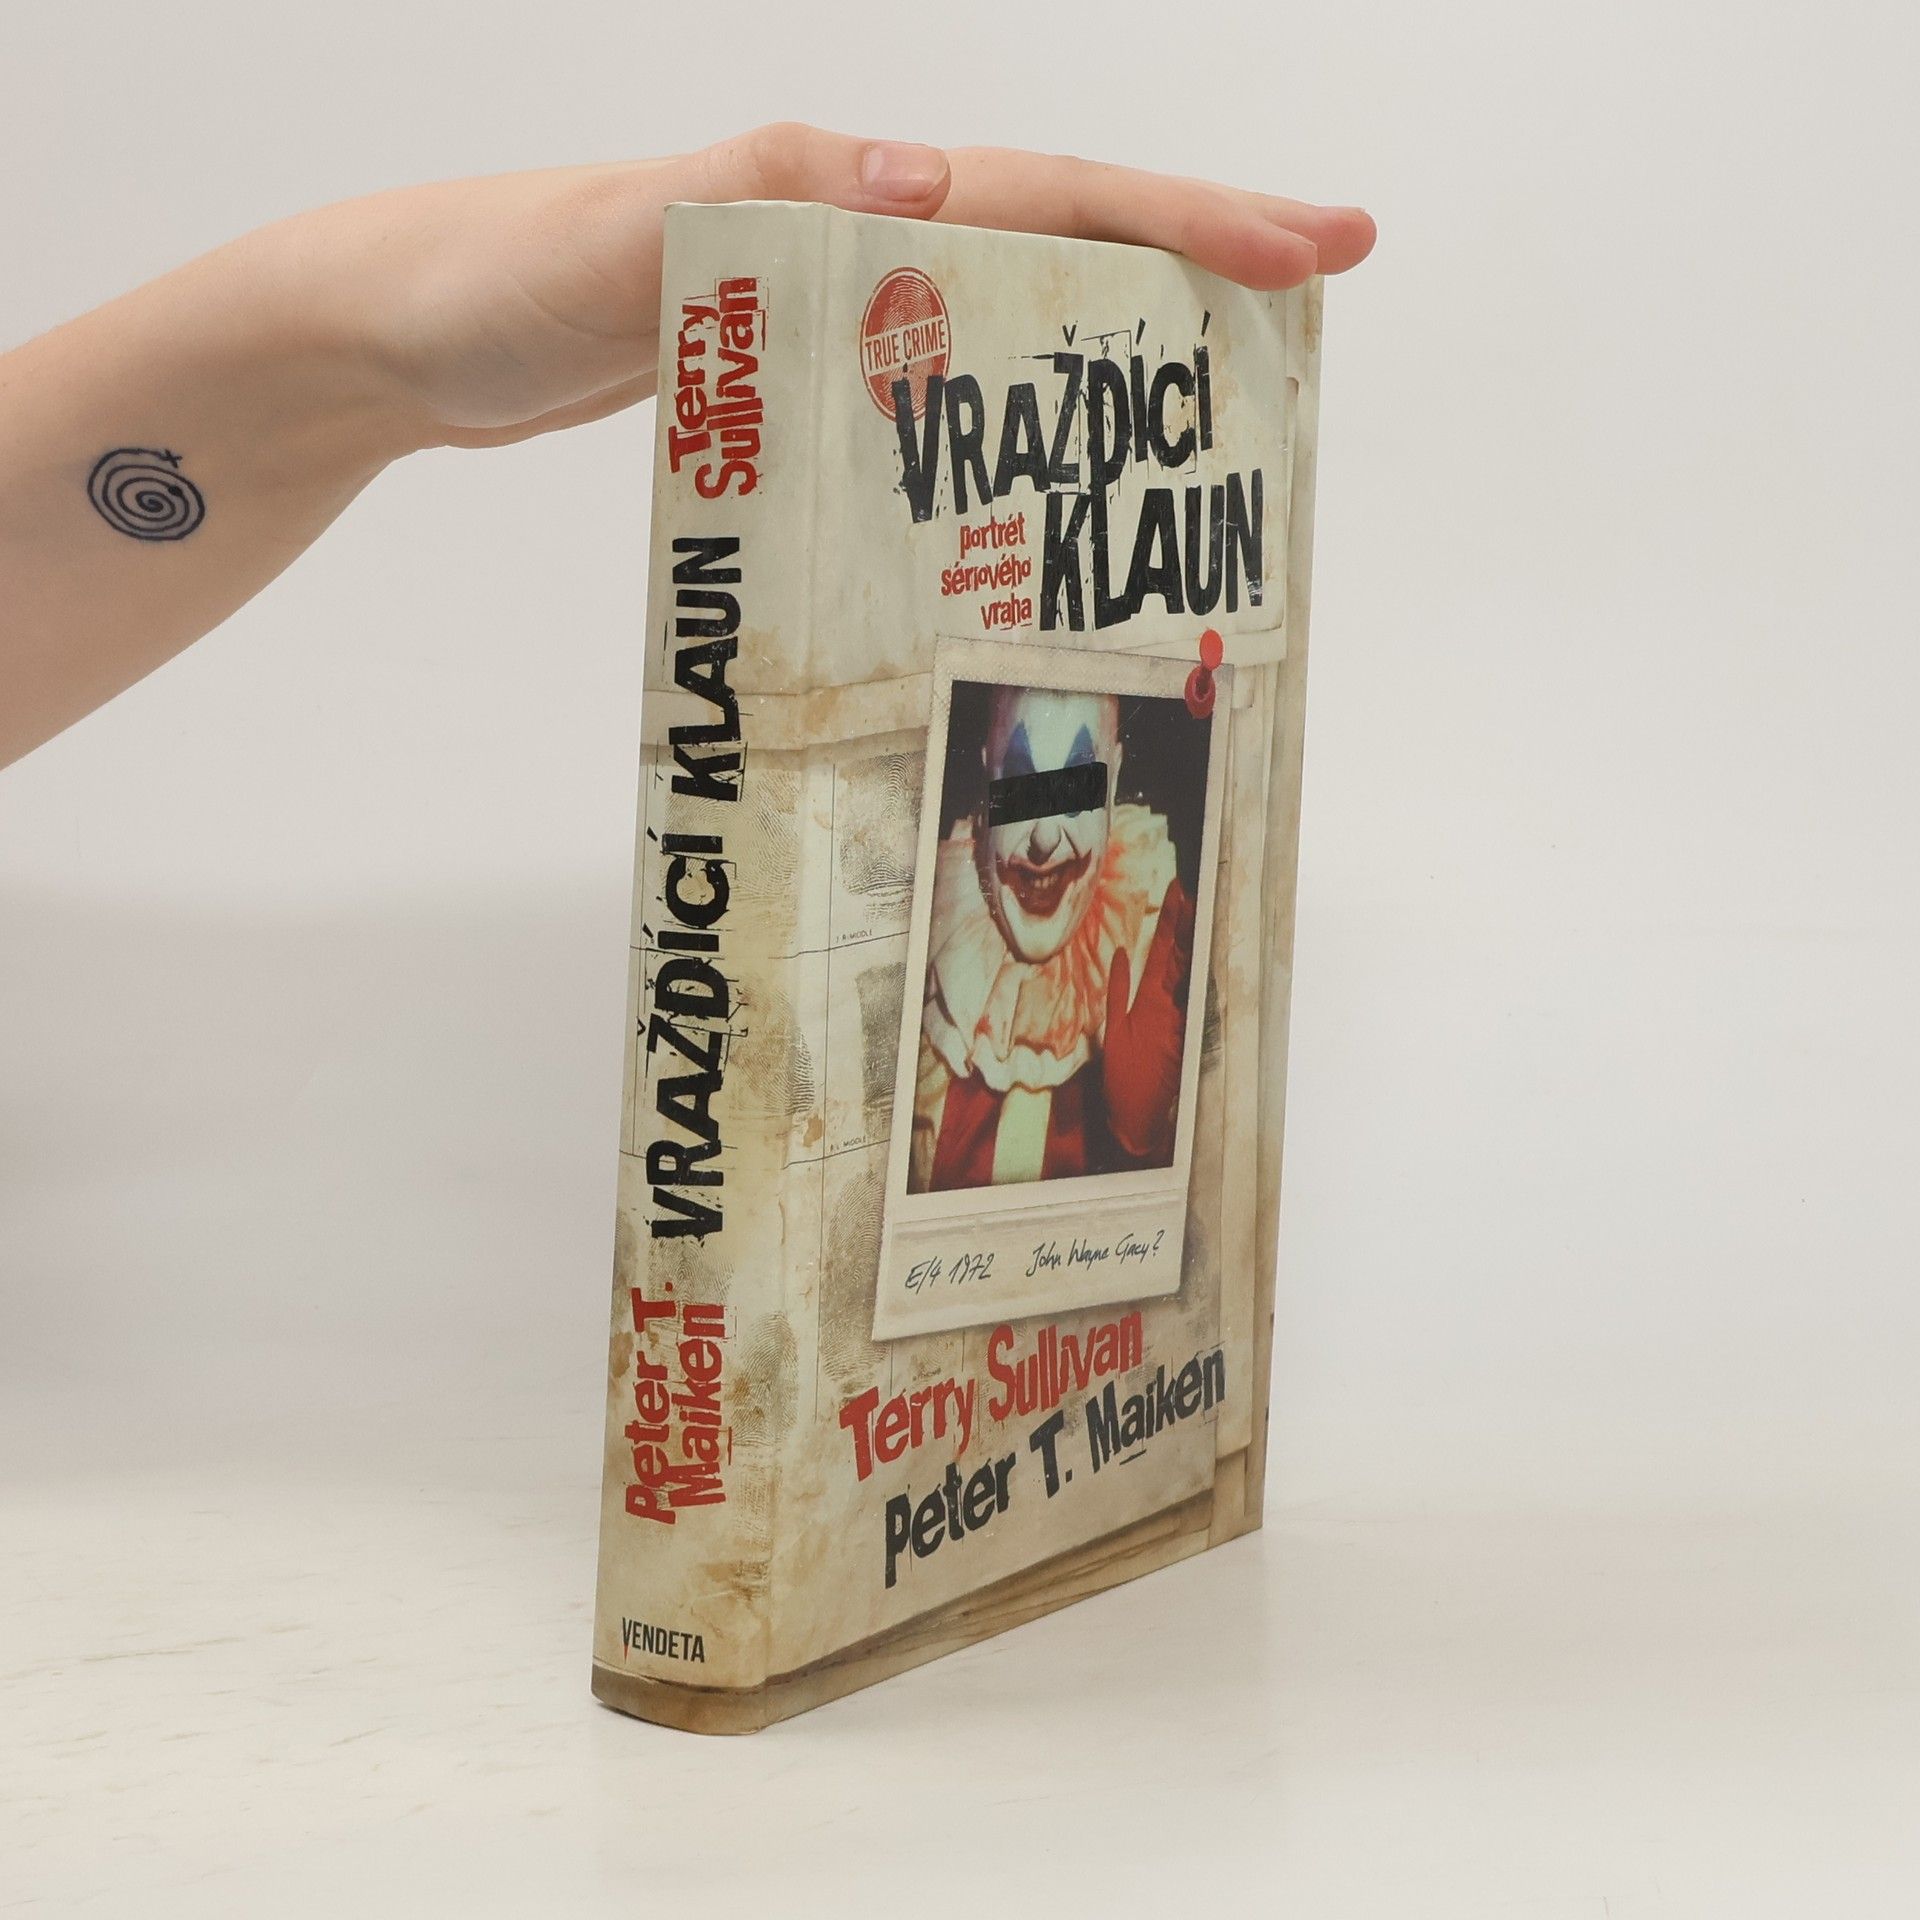 Terry
Sullivan
VRAŽDÍCÍ KLAUN
Peter T.
Maiken
VENDETA
TRUE CRIME
VRAŽDÍCÍ
KLAUN
portrét
sériového
vraha
E/4 1972 John Wayne Gacy?
Terry Sullivan
Peter T. Maiken